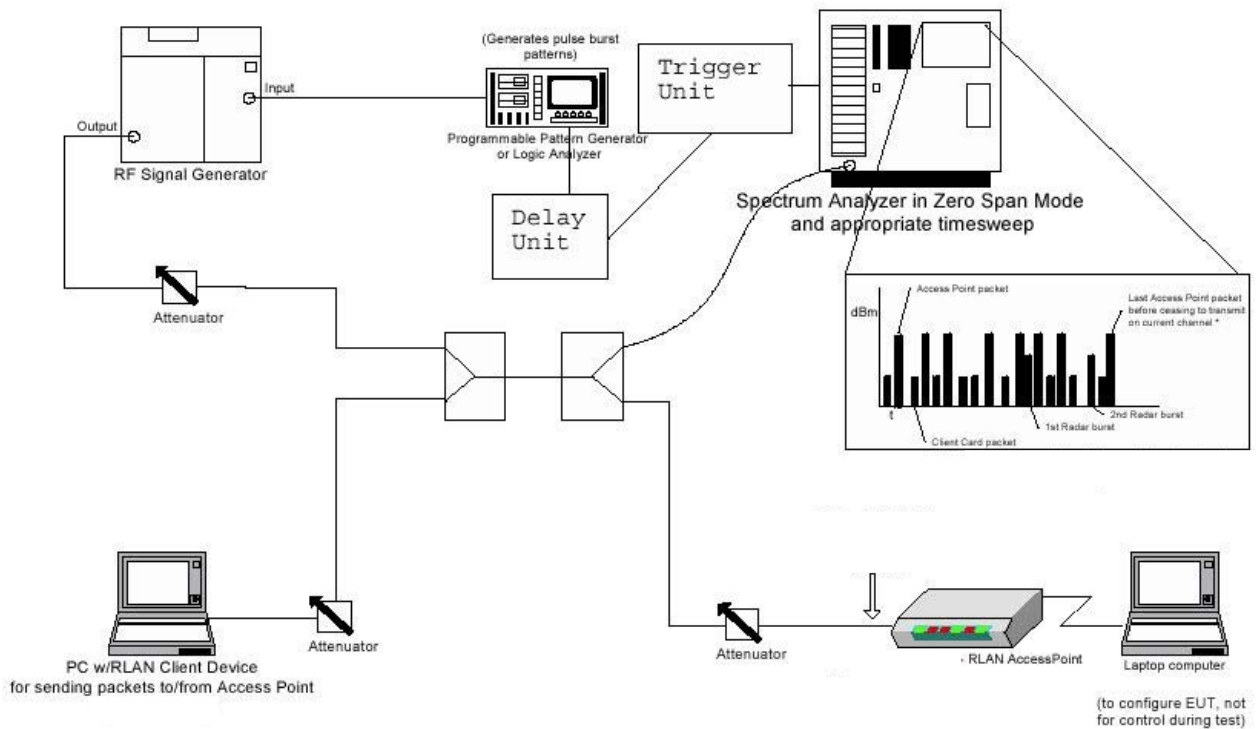 (Generates pulse burst
patterns)
Trigger
Unit
Input
Output
Programmable Pattern Generator
or Logic Analyzer
RF Signal Generator
Delay
Unit
Spectrum Analyzer in Zero Span Mode
and appropriate timesweep
Attenuator
dBm
Access Point packet
Last Access Point packet
before ceasing to transmit
on current channel *
t
2nd Radar burst
1st Radar burst
Client Card packet
Attenuator
Attenuator
PC w/RLAN Client Device
for sending packets to/from Access Point
- RLAN AccessPoint
Laptop computer
(to configure EUT, not
for control during test)